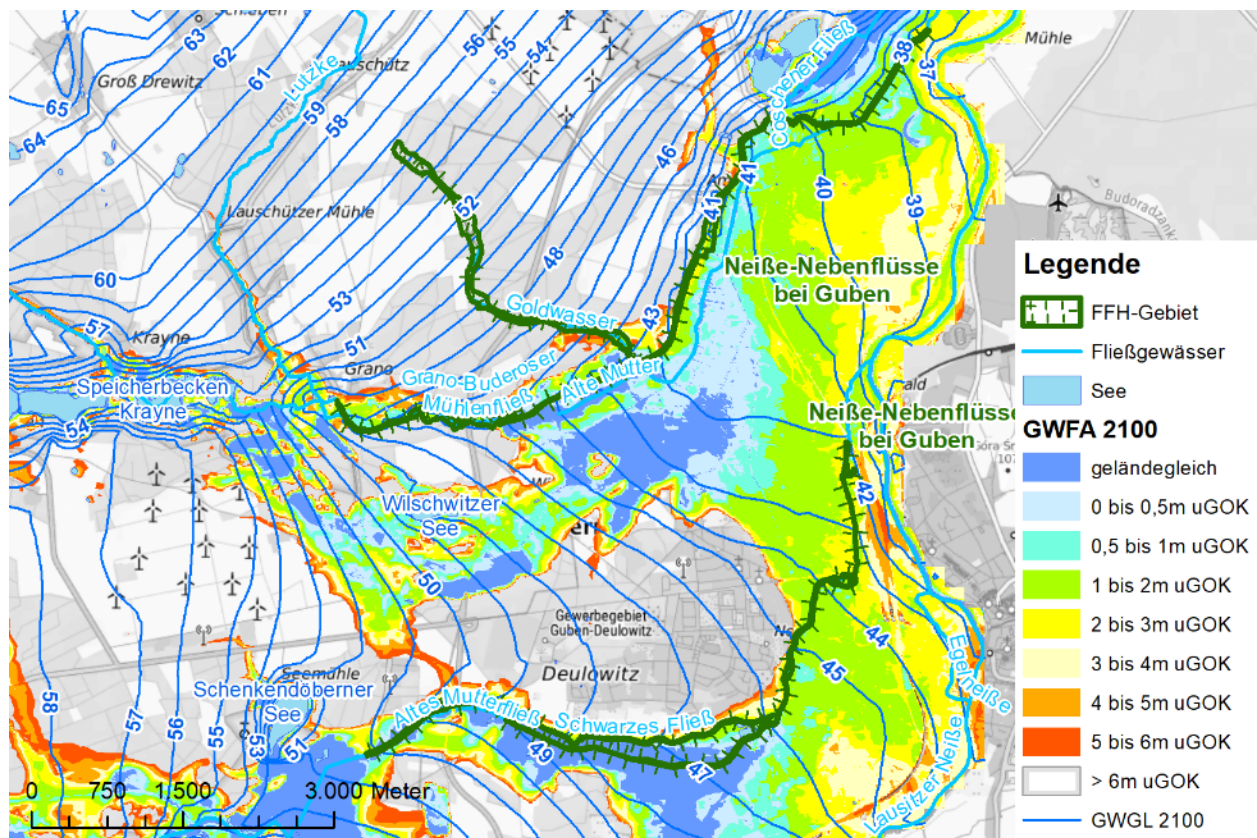 63
62
61
59
58
56
55
54
65
64
Groß Drewitz
Lutzke
Lauschütz
Coschener Fließ
38
37
Mühle
46
41
41
40
39
52
Lauschützer Mühle
48
60
53
Budoradzanka
Neiße-Nebenflüsse
bei Guben
57
Krayne
Goldwasser
43
51
Grano
Grano-Buderoser
Mühlenfließ
Alte Mutter
Speicherbecken
Krayne
54
Neiße-Nebenflüsse
bei Guben
42
Wilschwitzer
See
50
Gewerbegebiet
Guben-Deulowitz
Deulowitz
44
45
Seemühle
Schenkendöberner
See
58
57
56
55
53
51
Altes Mutterfließ, Schwarzes Fließ
49
47
Egelneiße
Lausitzer Neiße
0 750 1.500 3.000 Meter
Legende
FFH-Gebiet
Fließgewässer
See
GWFA 2100
geländegleich
0 bis 0,5m uGOK
0,5 bis 1m uGOK
1 bis 2m uGOK
2 bis 3m uGOK
3 bis 4m uGOK
4 bis 5m uGOK
5 bis 6m uGOK
> 6m uGOK
GWGL 2100